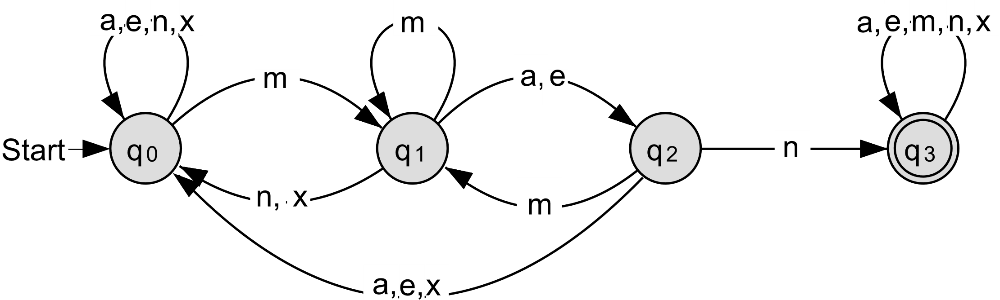 a,e,n,x
m
a,e,m,n,x
m
a,e
Start
q0
q1
q2
n
q3
n, x
m
a,e,x